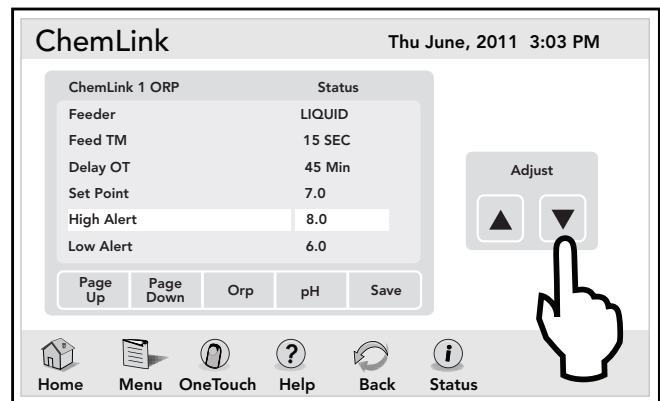 ChemLink Thu June, 2011 3:03 PM
ChemLink 1 ORP Status
Feeder LIQUID
Feed TM 15 SEC
Delay OT 45 Min
Set Point 7.0
High Alert 8.0
Low Alert 6.0
Adjust
Page Up Page Down Orp pH Save
Home Menu OneTouch Help Back Status